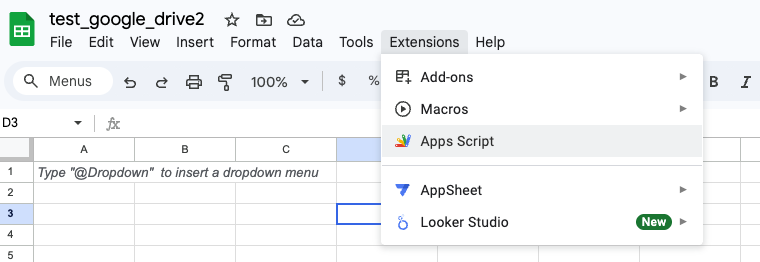 test_google_drive2
File Edit View Insert Format Data Tools Extensions Help
Menus 100% $ % B I
Add-ons
D3 fx
Macros
A B C
Apps Script
1 Type "@Dropdown" to insert a dropdown menu
2
AppSheet
3
Looker Studio New
4
5